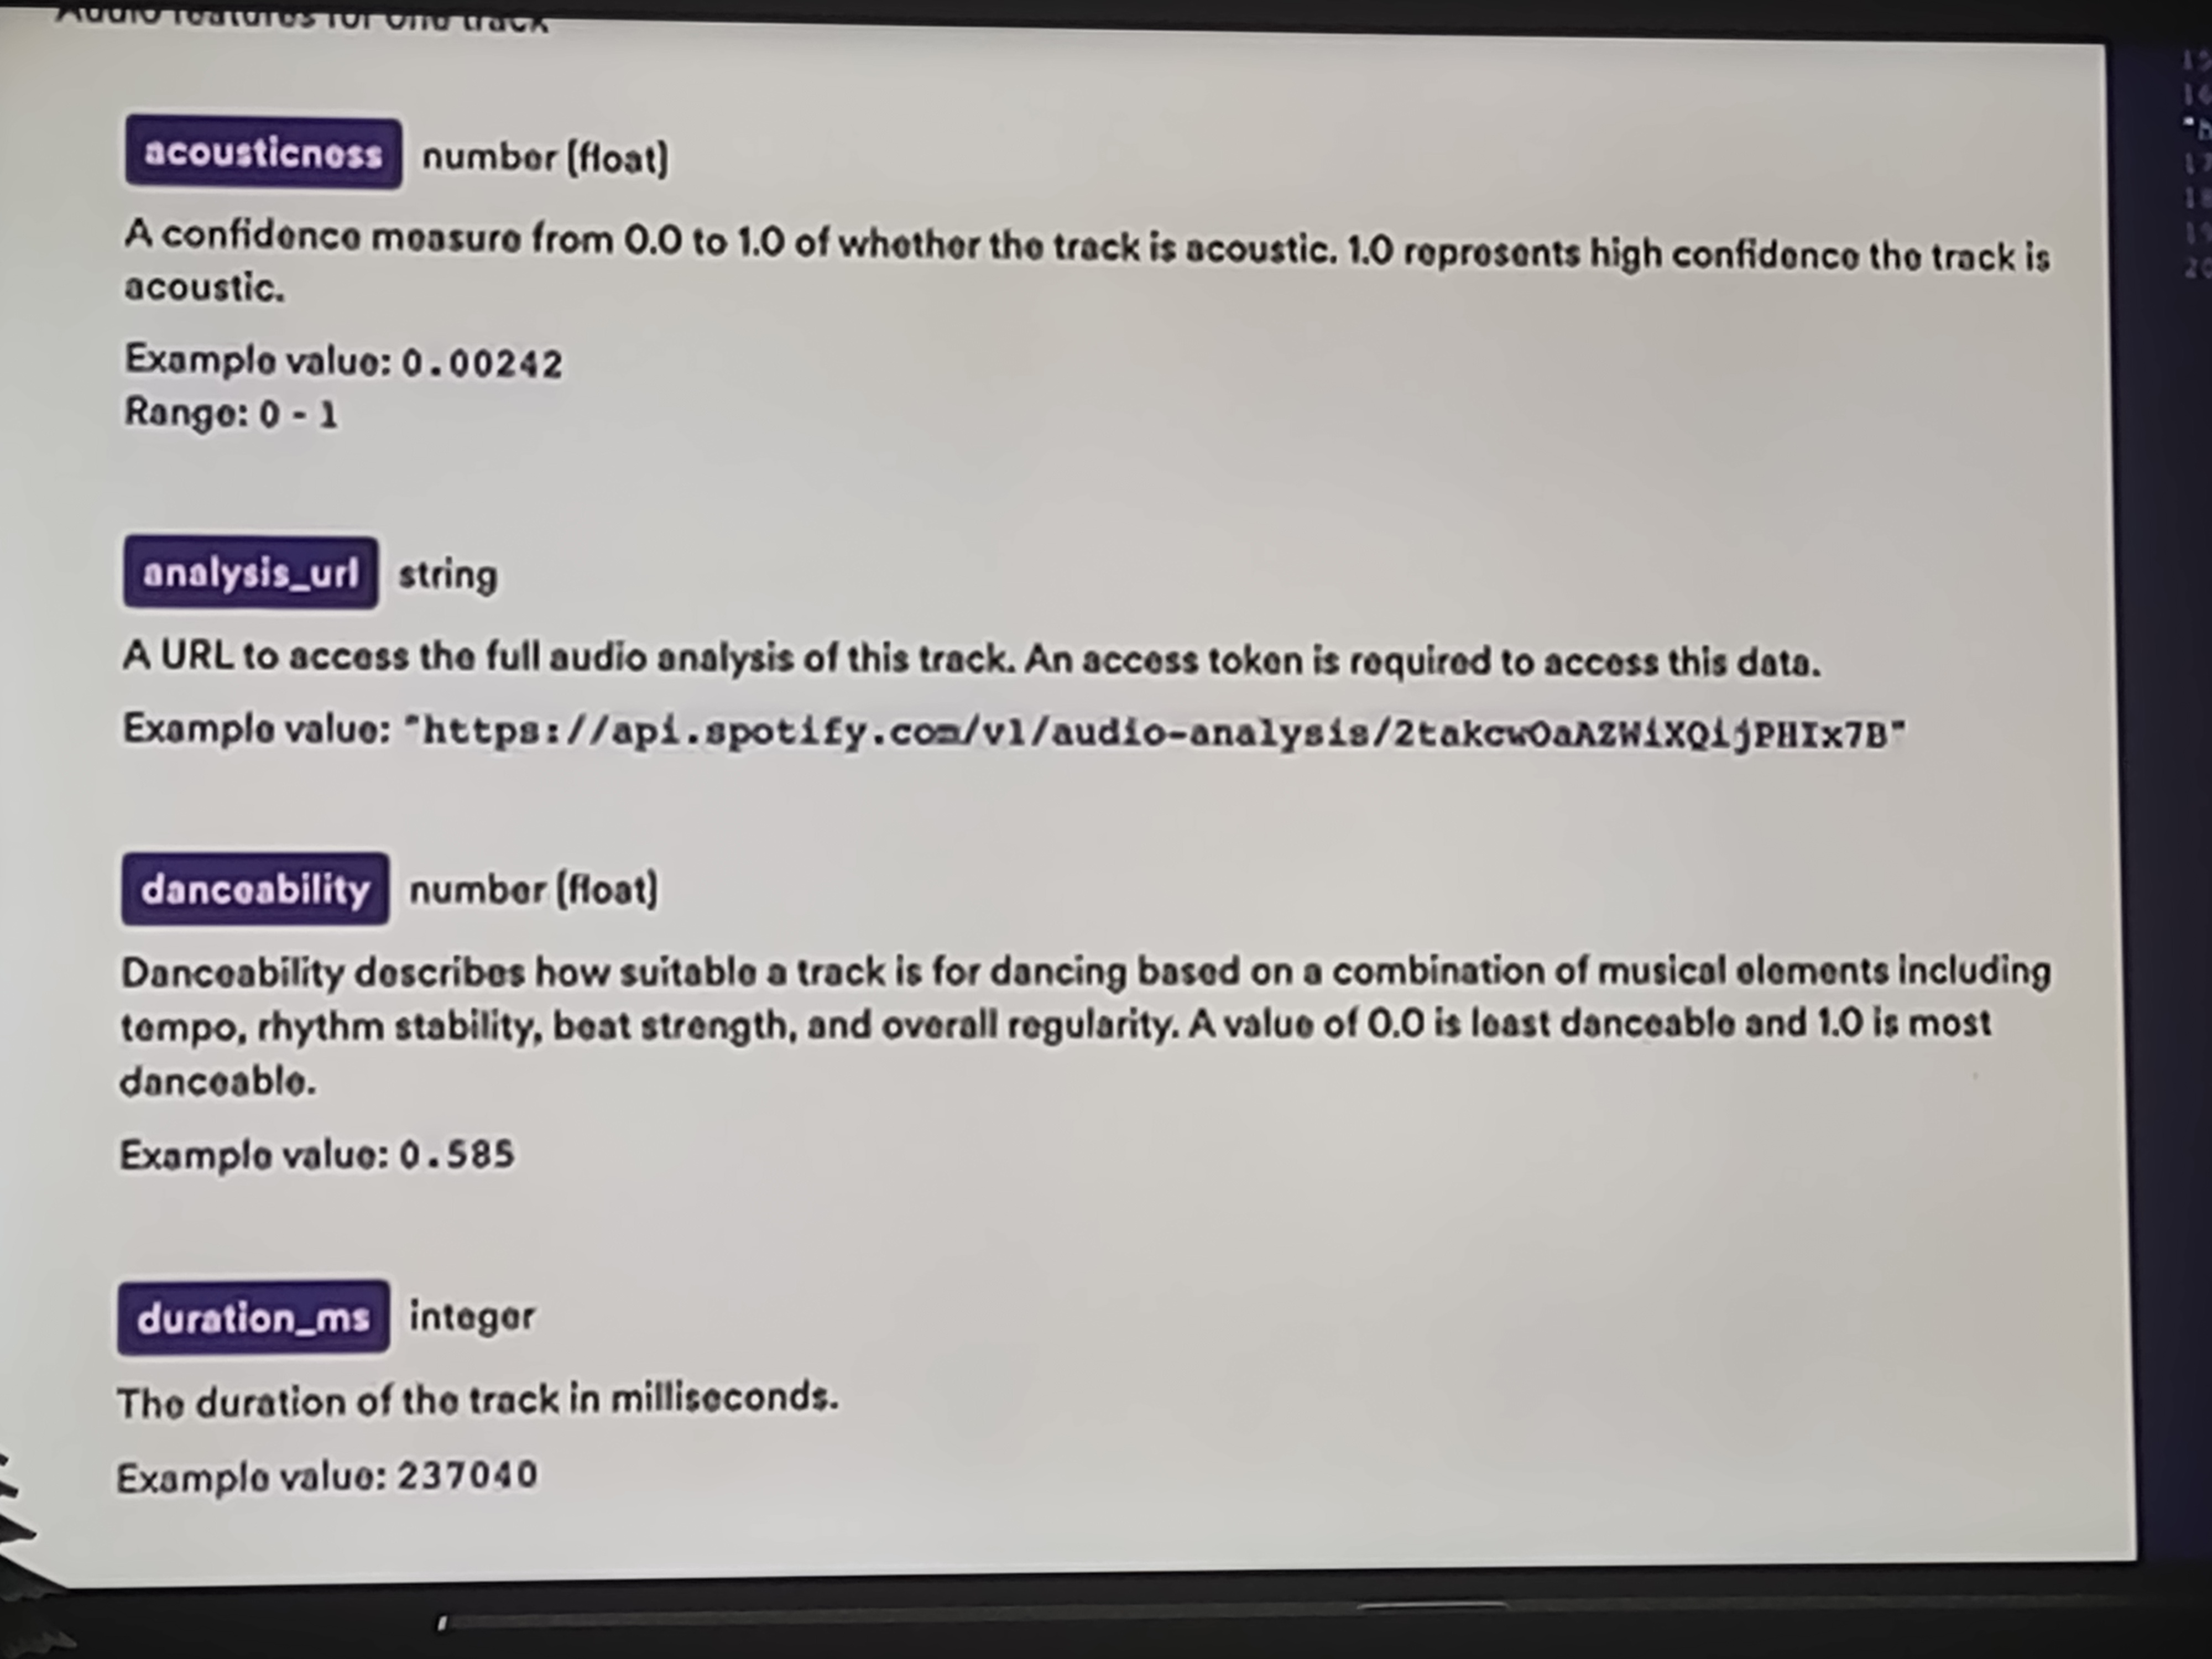 Audio features for one track
acousticness number (float)
A confidence measure from 0.0 to 1.0 of whether the track is acoustic. 1.0 represents high confidence the track is
acoustic.
Example value: 0.00242
Range: 0 - 1
analysis_url string
A URL to access the full audio analysis of this track. An access token is required to access this data.
Example value: "https://api.spotify.com/v1/audio-analysis/2takcwOaAZWiXQijPHIx7B"
danceability number (float)
Danceability describes how suitable a track is for dancing based on a combination of musical elements including
tempo, rhythm stability, beat strength, and overall regularity. A value of 0.0 is least danceable and 1.0 is most
danceable.
Example value: 0.585
duration_ms integer
The duration of the track in milliseconds.
Example value: 237040
15
16
17
18
19
20